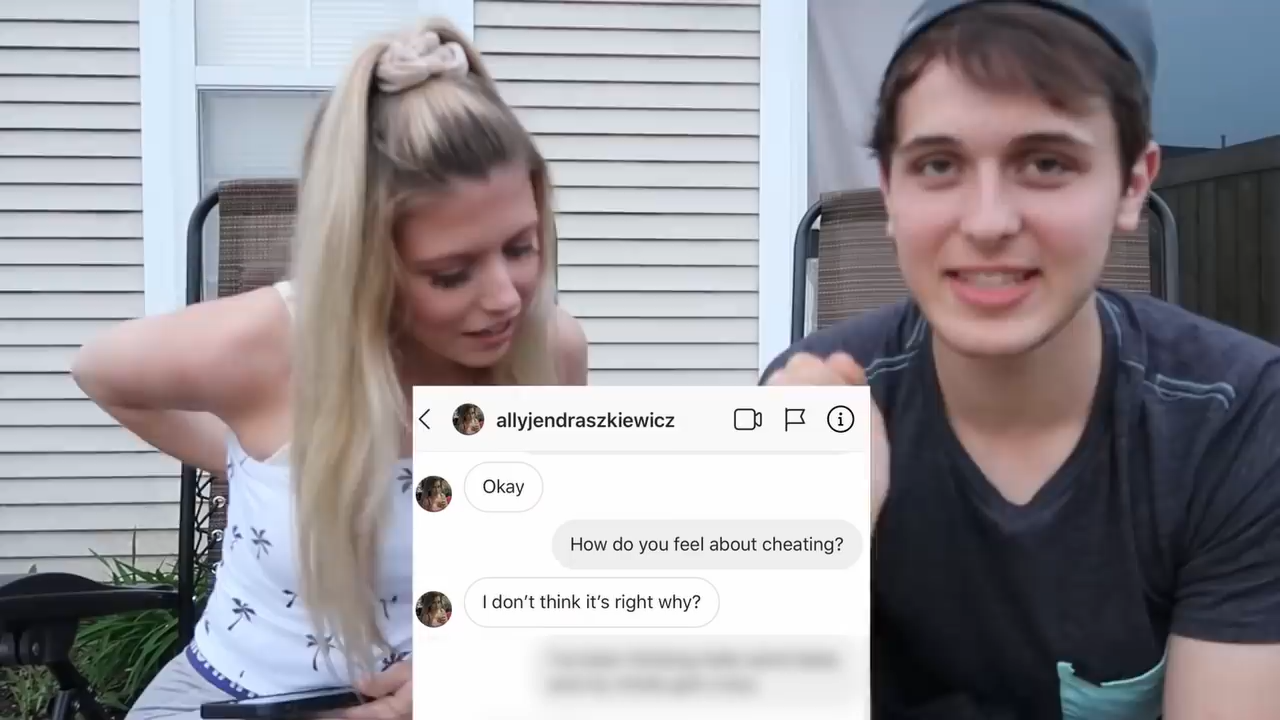 allyjendraszkiewicz
Okay
How do you feel about cheating?
I don't think it's right why?